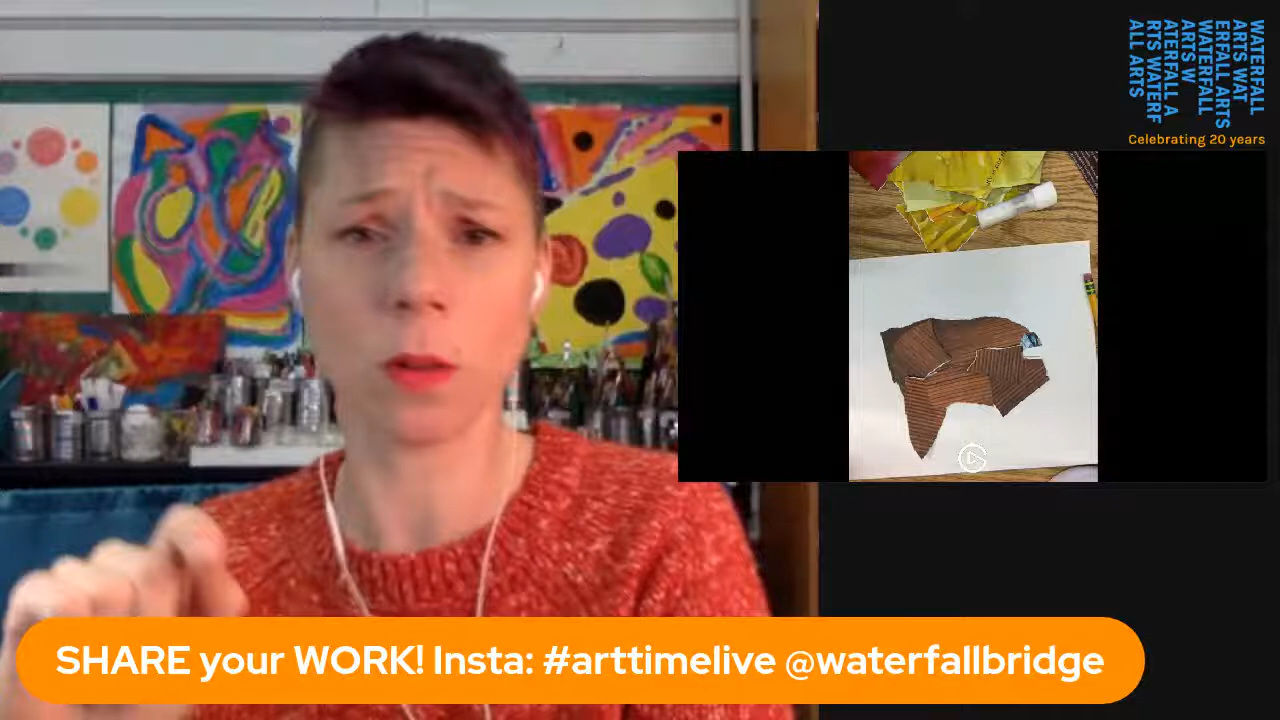 WATERFALL
ARTS WAT
ERFALL ARTS
WATERFALL
ARTS W
ATERFALL A
RTS WATERF
ALL ARTS
Celebrating 20 years
SHARE your WORK! Insta: #arttimelive @waterfallbridge